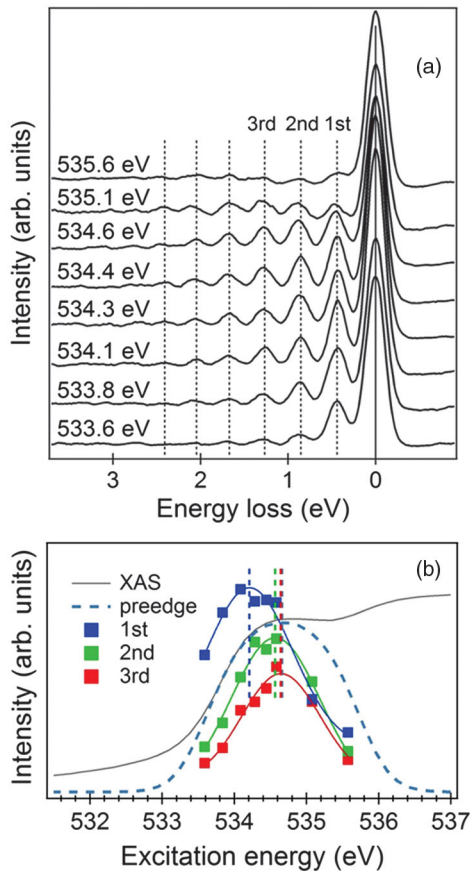 (a)
3rd 2nd 1st
535.6 eV
535.1 eV
534.6 eV
534.4 eV
534.3 eV
534.1 eV
533.8 eV
533.6 eV
Intensity (arb. units)
3 2 1 0
Energy loss (eV)
(b)
XAS
preedge
1st
2nd
3rd
Intensity (arb. units)
532 533 534 535 536 537
Excitation energy (eV)